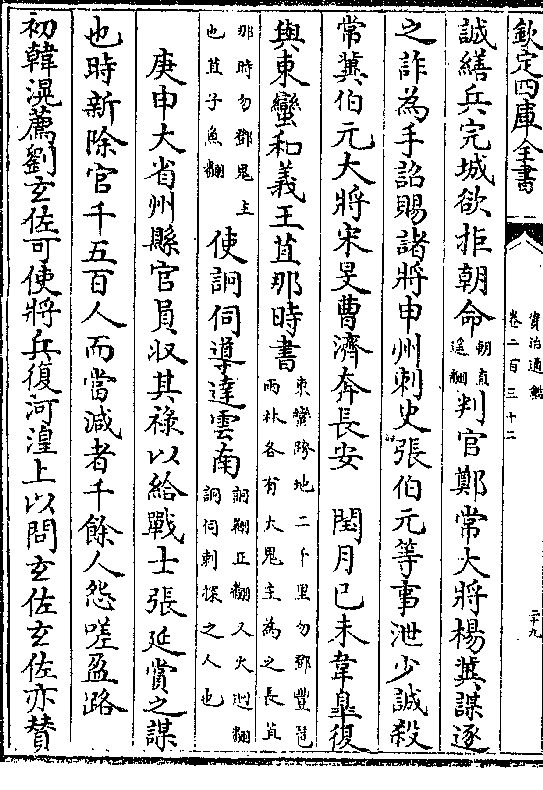 欽定四庫全書
資治通鑑
卷二百三十二
二十九
誠繕兵完城欲拒朝命朝直遥翻判官鄭常大將楊冀謀逐
之詐為手詔賜諸將申州刺史張伯元等事泄少誠殺
常冀伯元大將宋旻曹濟奔長安　閏月己未韋臯復
與東蠻和義王苴那時書東蠻跨地二千里勿鄧豐琶兩林各有大鬼主為之長苴
那時勿鄧鬼主也苴子魚翻使詗伺導達雲南詗翾正翻又火迥翻詗伺刺探之人也
庚申大省州縣官員収其祿以給戰士張延賞之謀
也時新除官千五百人而當減者千餘人怨嗟盈路
初韓滉薦劉玄佐可使將兵復河湟上以問玄佐玄佐亦賛